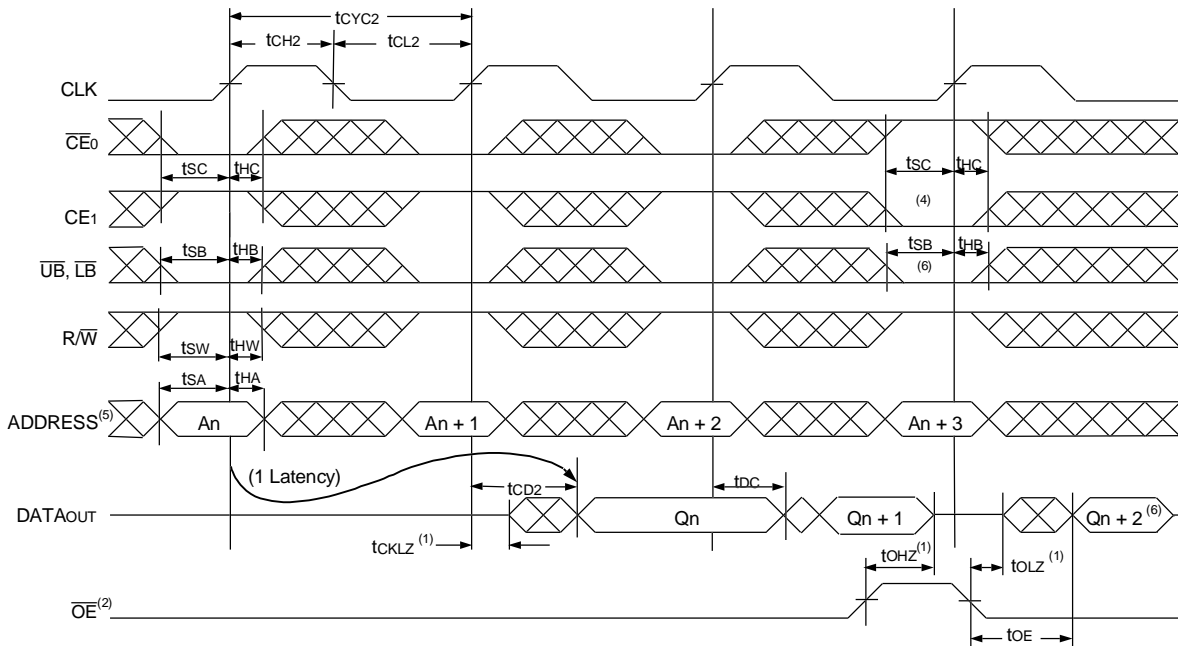 tCYC2
tCH2 tCL2
CLK
CE0
tSC tHC tSC tHC
CE1 (4)
tSB tHB tSB tHB
UB, LB (6)
R/W
tSW tHW
tSA tHA
ADDRESS(5) An An + 1 An + 2 An + 3
(1 Latency) tCD2 tDC
DATAOUT Qn Qn + 1 Qn + 2(6)
tCKLZ(1) tOHZ(1) tOLZ(1)
OE(2)
tOE